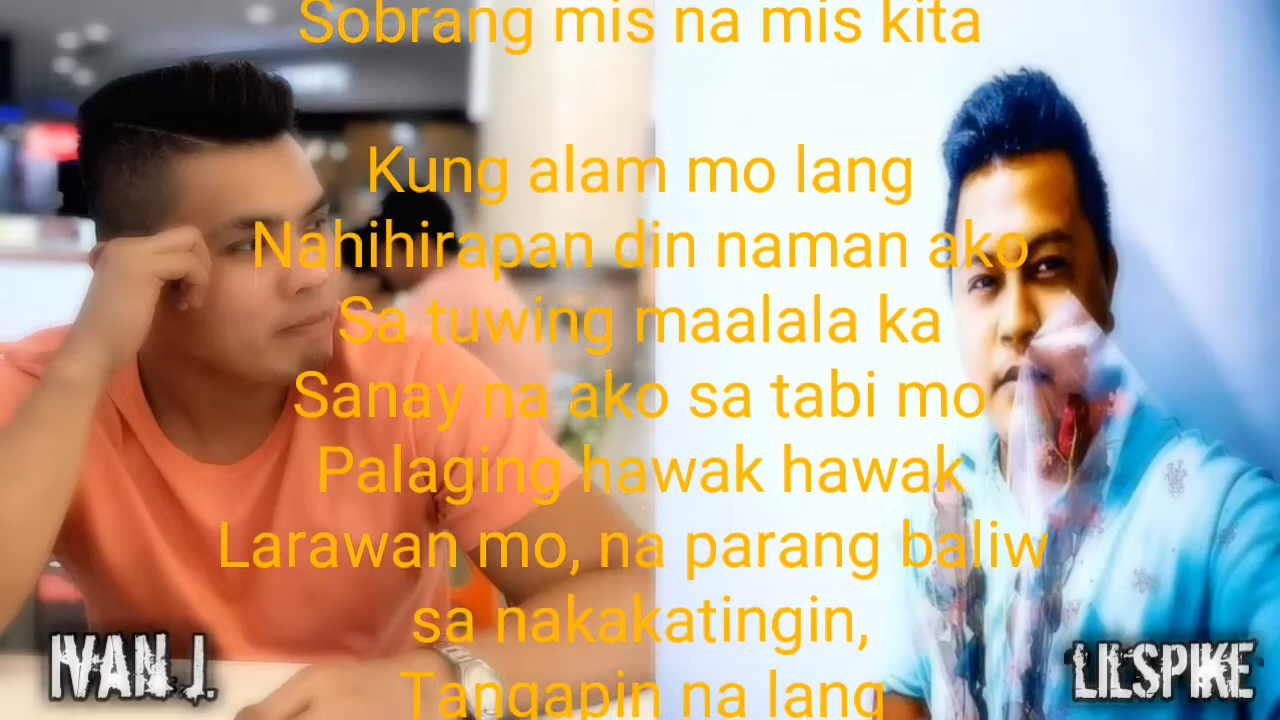 Sobrang mis na mis kita
Kung alam mo lang
Nahihirapan din naman ako
Sa tuwing maalala ka
Sanay na ako sa tabi mo
Palaging hawak hawak
Larawan mo, na parang baliw
sa nakakatingin,
Tangapin na lang
IVAN J.
LILSPIKE